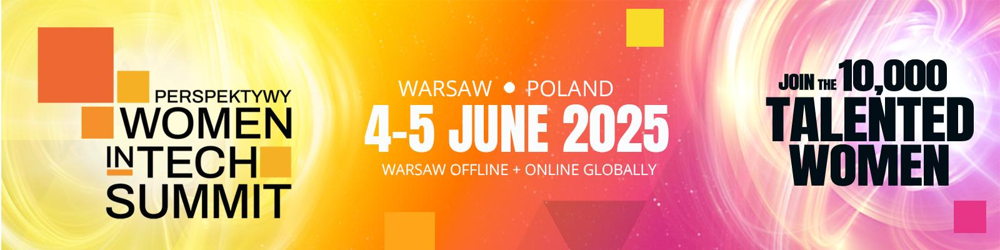 PERSPEKTYWY
WOMEN
IN TECH
SUMMIT
WARSAW • POLAND
4-5 JUNE 2025
WARSAW OFFLINE + ONLINE GLOBALLY
JOIN THE 10,000
TALENTED
WOMEN